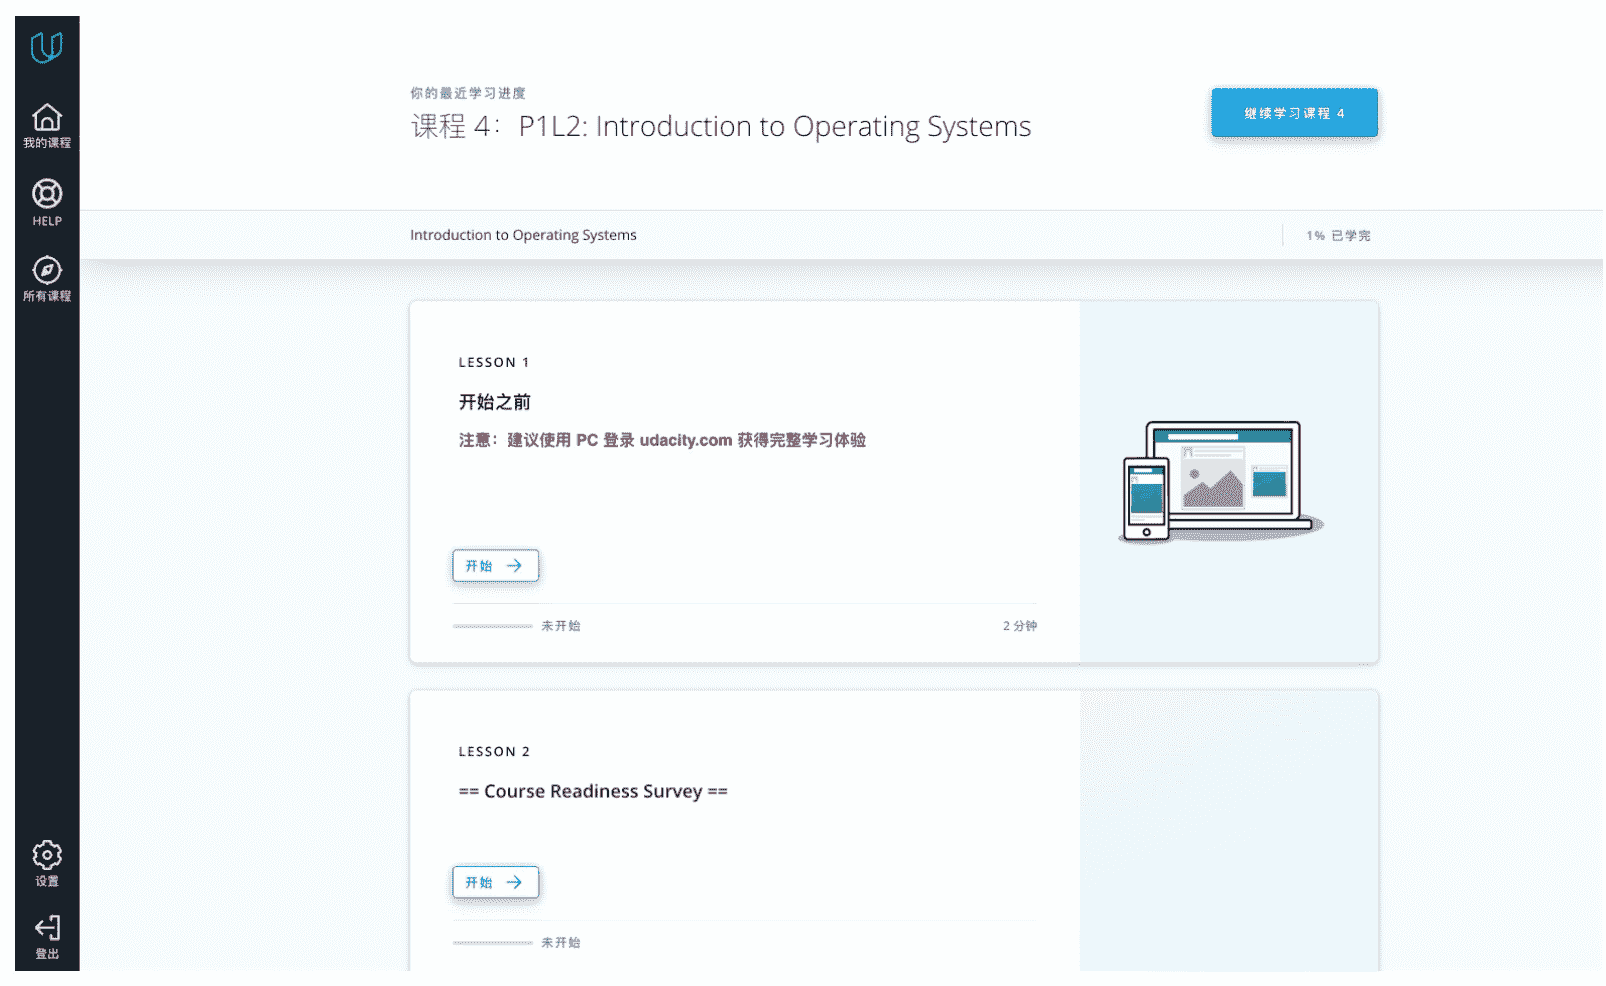 我的课程
HELP
所有课程
设置
登出
你的最近学习进度
课程 4：P1L2: Introduction to Operating Systems
继续学习课程 4
Introduction to Operating Systems
1% 已学完
LESSON 1
开始之前
注意：建议使用 PC 登录 udacity.com 获得完整学习体验
开始
未开始
2 分钟
LESSON 2
== Course Readiness Survey ==
开始
未开始